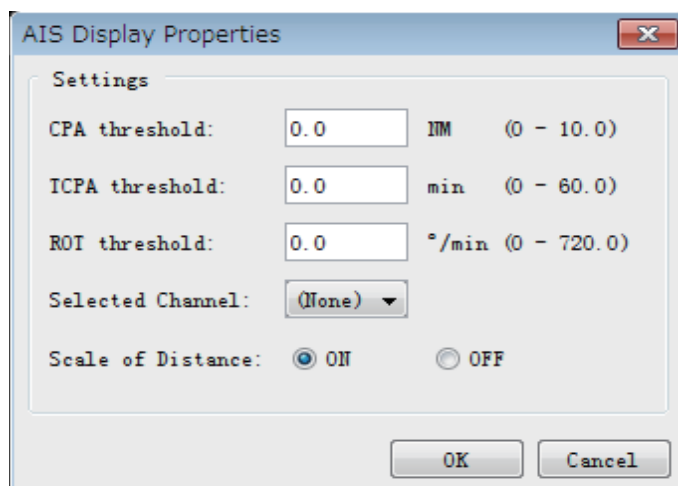 AIS Display Properties
Settings
CPA threshold: 0.0 NM (0 - 10.0)
TCPA threshold: 0.0 min (0 - 60.0)
ROT threshold: 0.0 °/min (0 - 720.0)
Selected Channel: (None)
Scale of Distance: ON OFF
OK Cancel